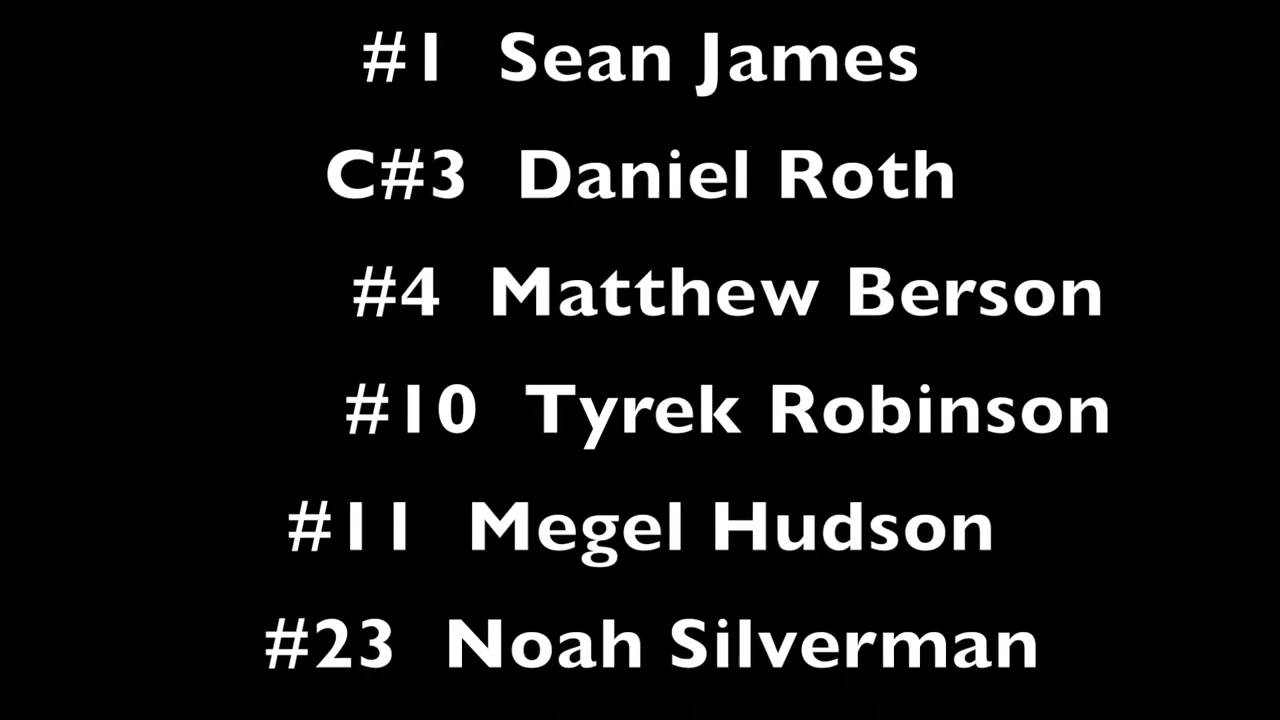 #1 Sean James
C#3 Daniel Roth
#4 Matthew Berson
#10 Tyrek Robinson
#11 Megel Hudson
#23 Noah Silverman